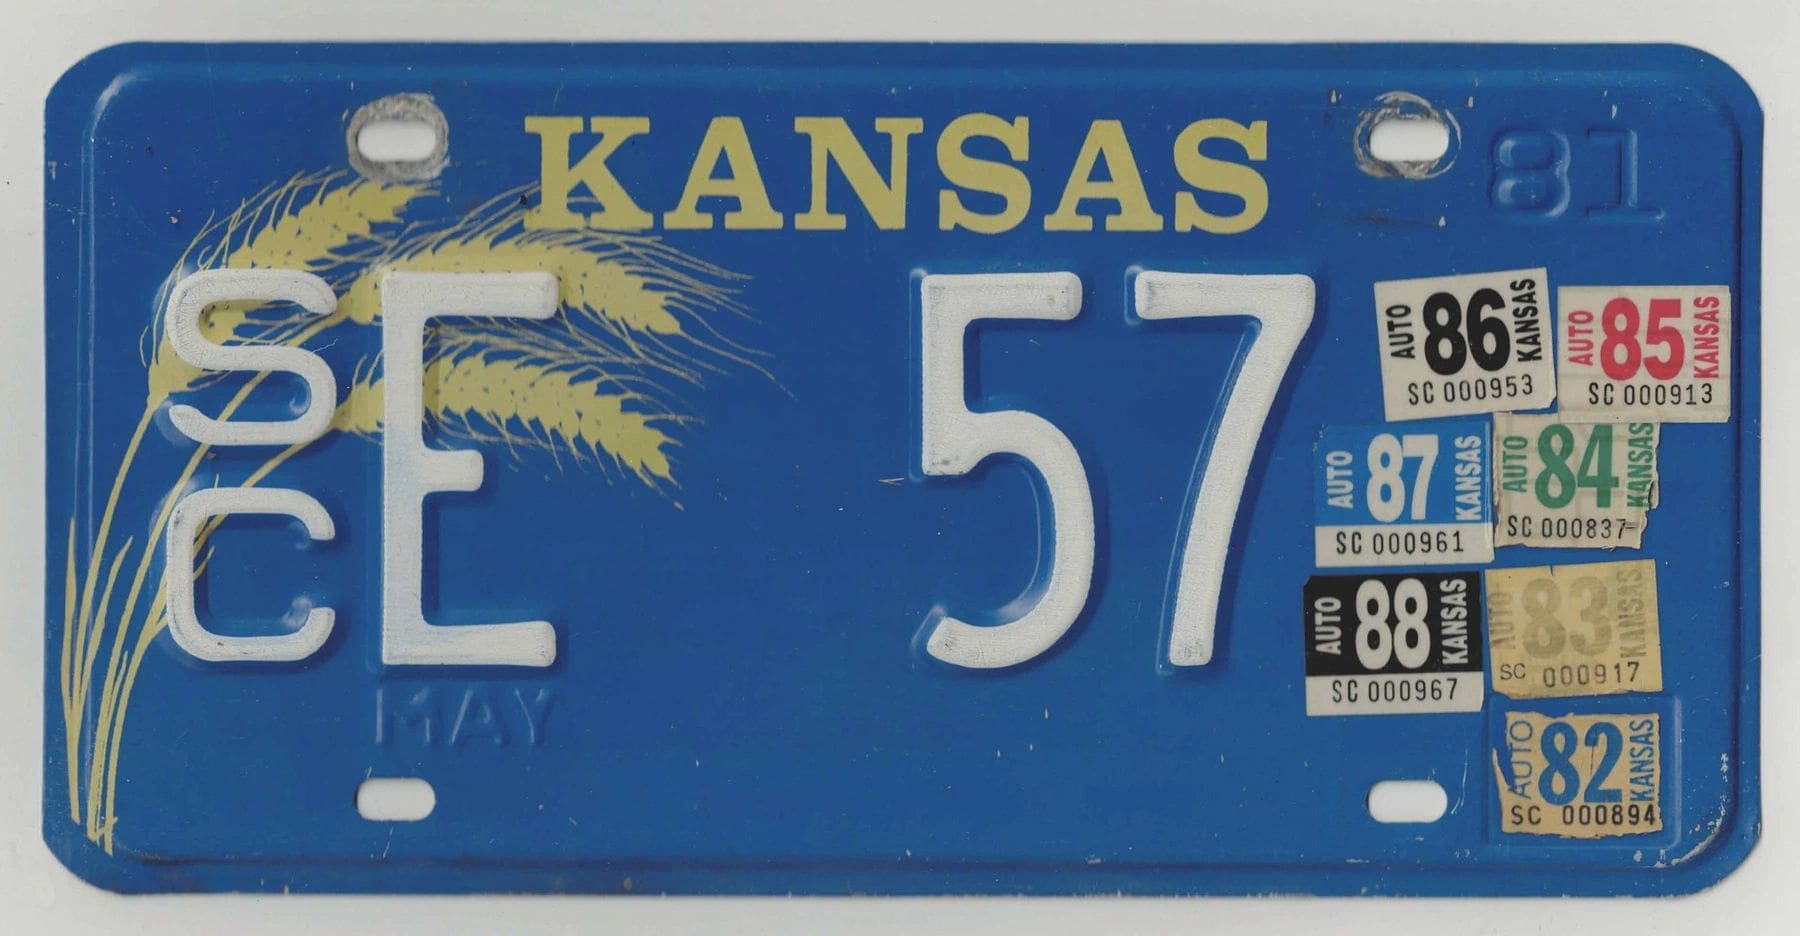 KANSAS
81
SC E 57
MAY
AUTO 86 KANSAS
SC 000953
AUTO 85 KANSAS
SC 000913
AUTO 87 KANSAS
SC 000961
AUTO 84 KANSAS
SC 000837
AUTO 88 KANSAS
SC 000967
AUTO 83 KANSAS
SC 000917
AUTO 82 KANSAS
SC 000894